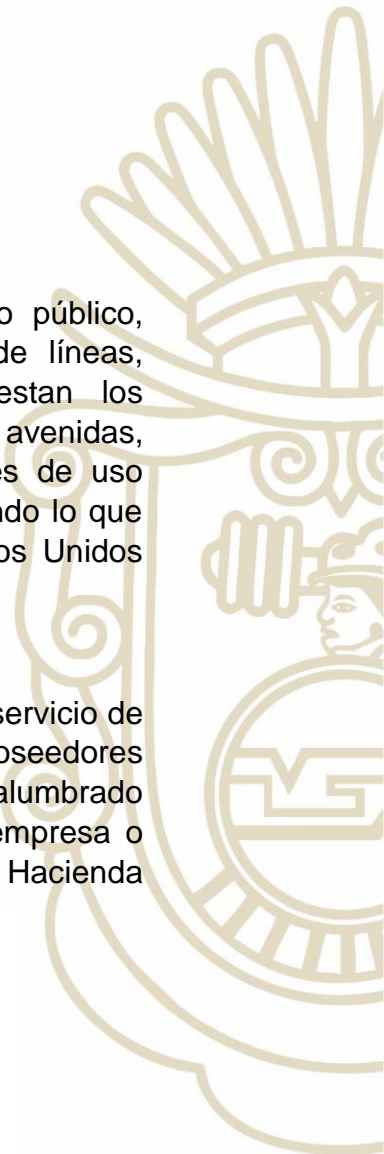 o público,
de líneas,
estan los
avenidas,
es de uso
ndo lo que
os Unidos
servicio de
oseedores
alumbrado
empresa o
Hacienda